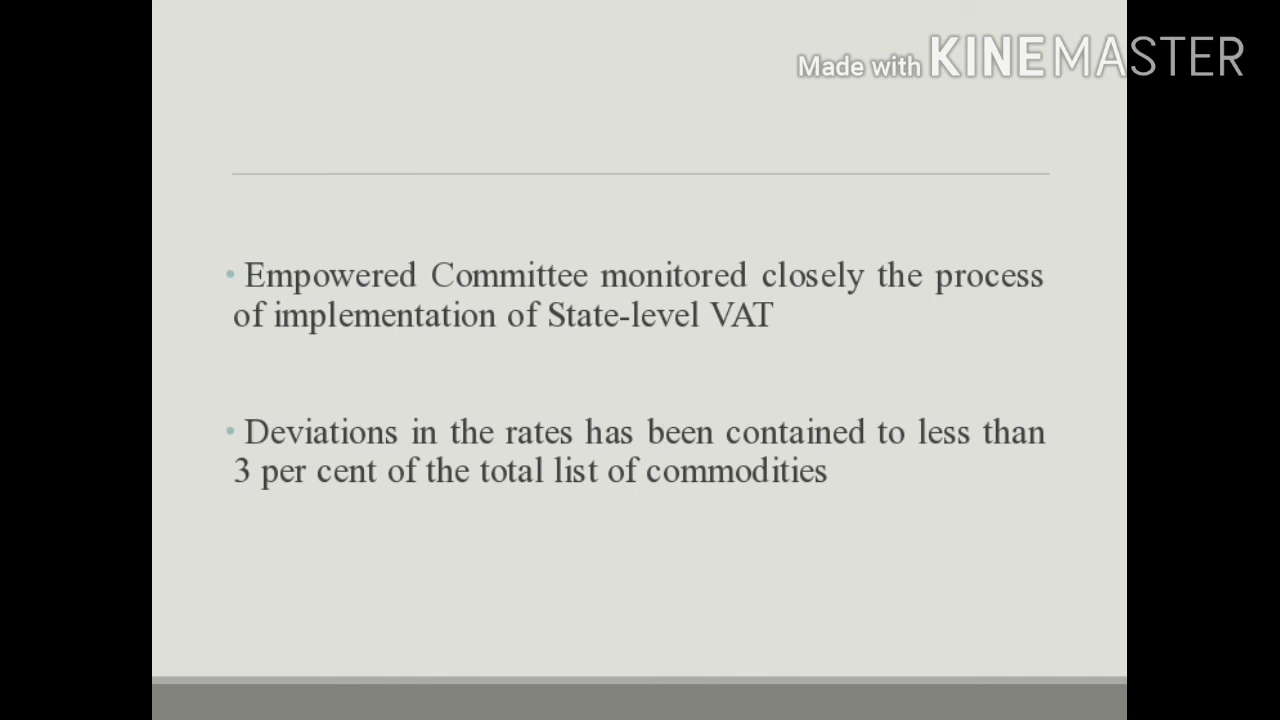 Made with KINEMASTER
• Empowered Committee monitored closely the process
of implementation of State-level VAT
• Deviations in the rates has been contained to less than
3 per cent of the total list of commodities